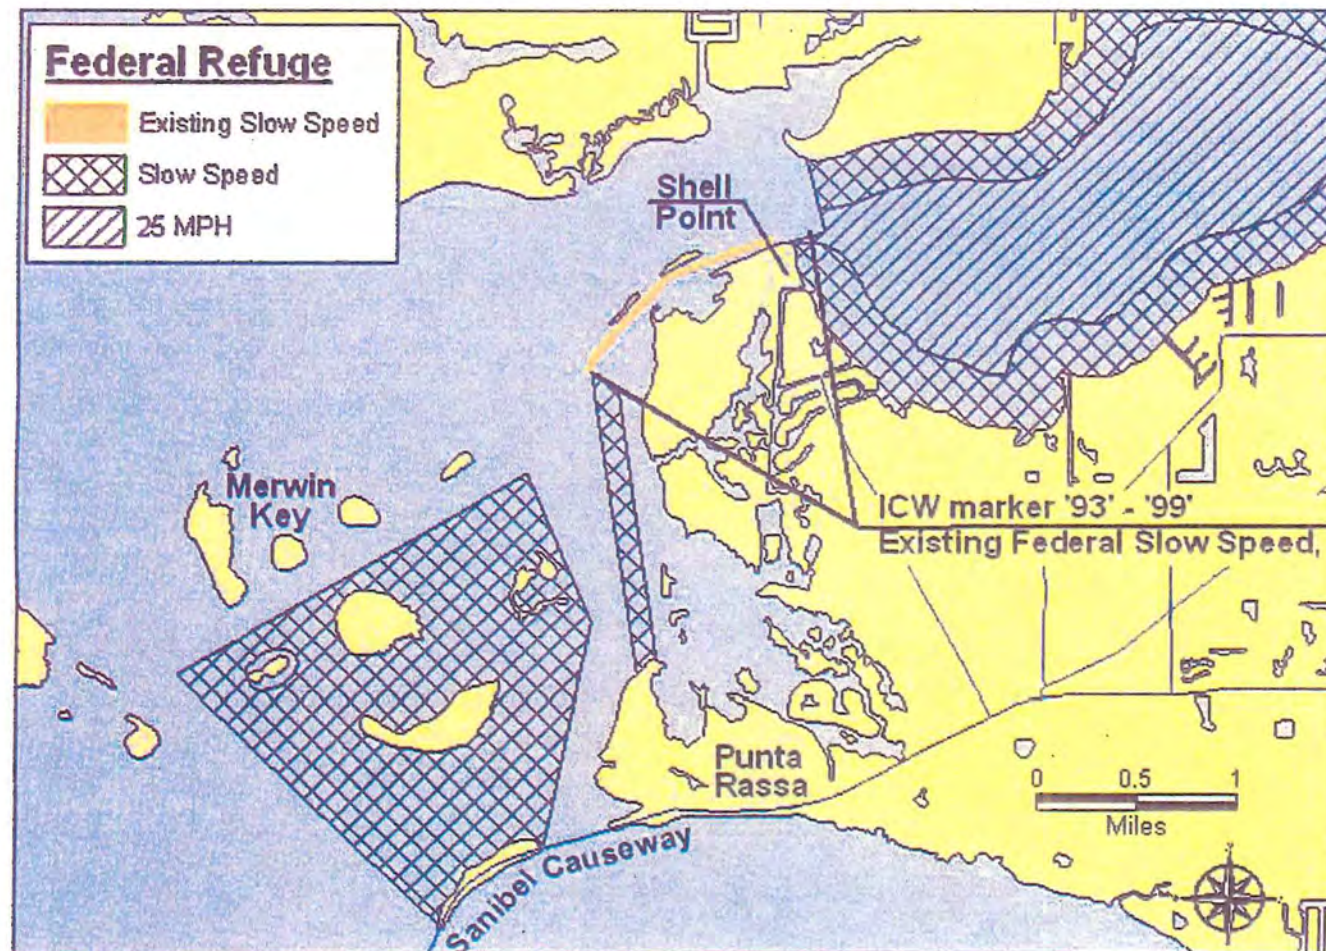 Federal Refuge
Existing Slow Speed
Slow Speed
25 MPH
Shell
Point
Merwin
Key
ICW marker '93' - '99'
Existing Federal Slow Speed,
Punta
Rassa
0 0.5 1
Miles
Sanibel Causeway